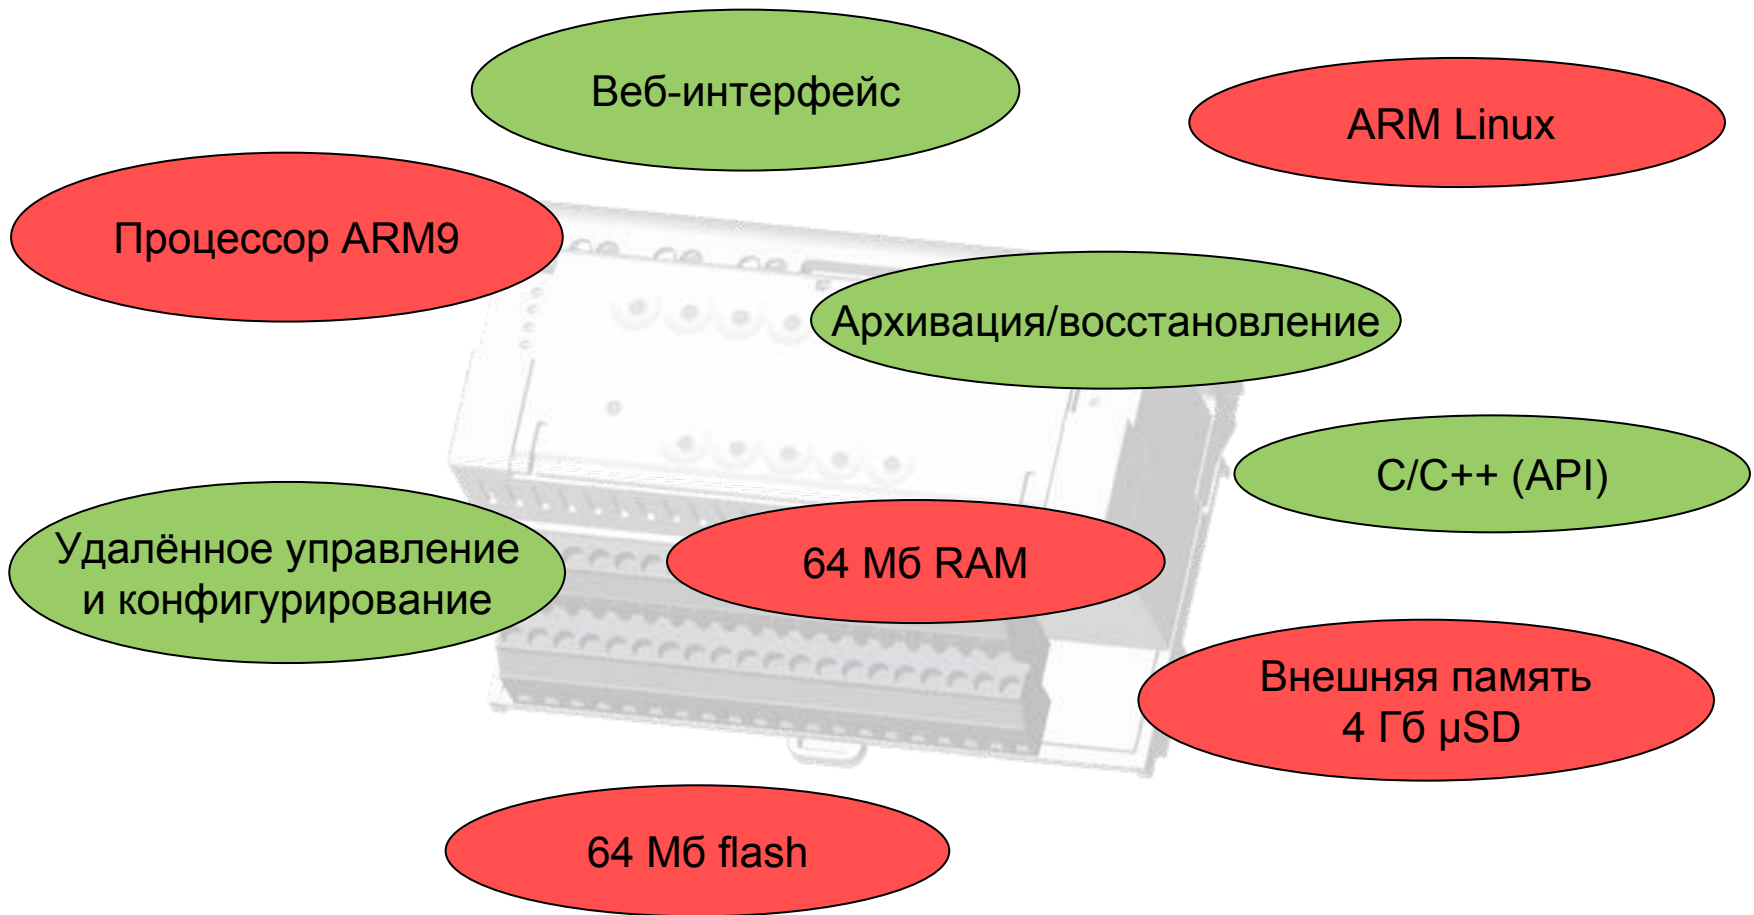 Веб-интерфейс
ARM Linux
Процессор ARM9
Архивация/восстановление
C/C++ (API)
Удалённое управление
и конфигурирование
64 Мб RAM
Внешняя память
4 Гб µSD
64 Мб flash